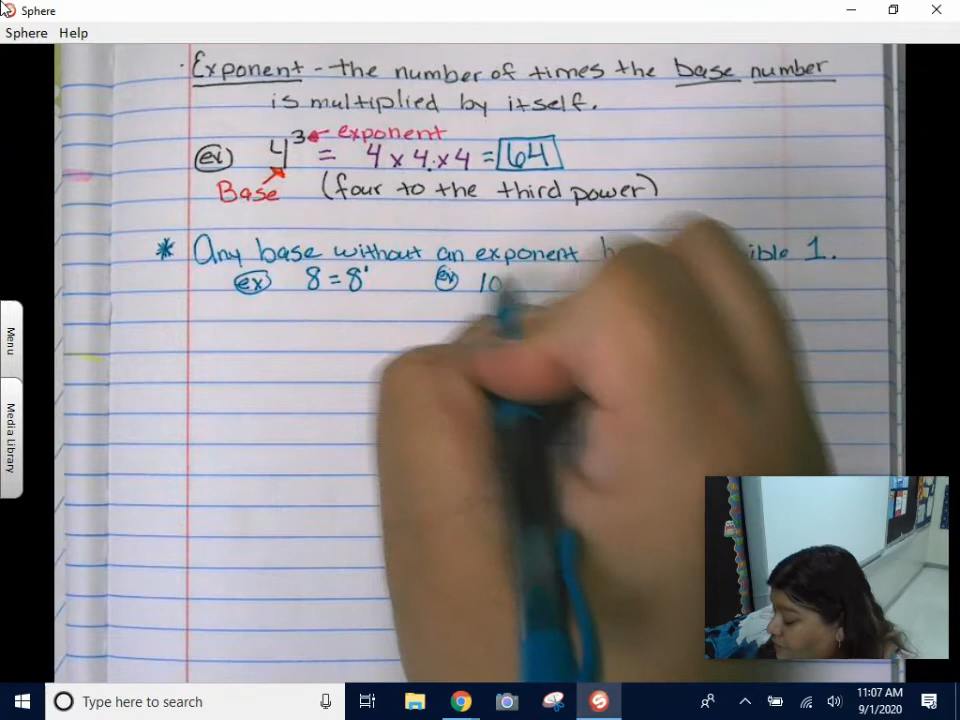 Sphere
Sphere Help
Exponent - the number of times the base number
is multiplied by itself.
ex 4³ ← exponent = 4 x 4 x 4 = 64
Base (four to the third power)
* Any base without an exponent
1.
ex 8 = 8¹ ex 10
Menu
Media Library
Type here to search
11:07 AM
9/1/2020